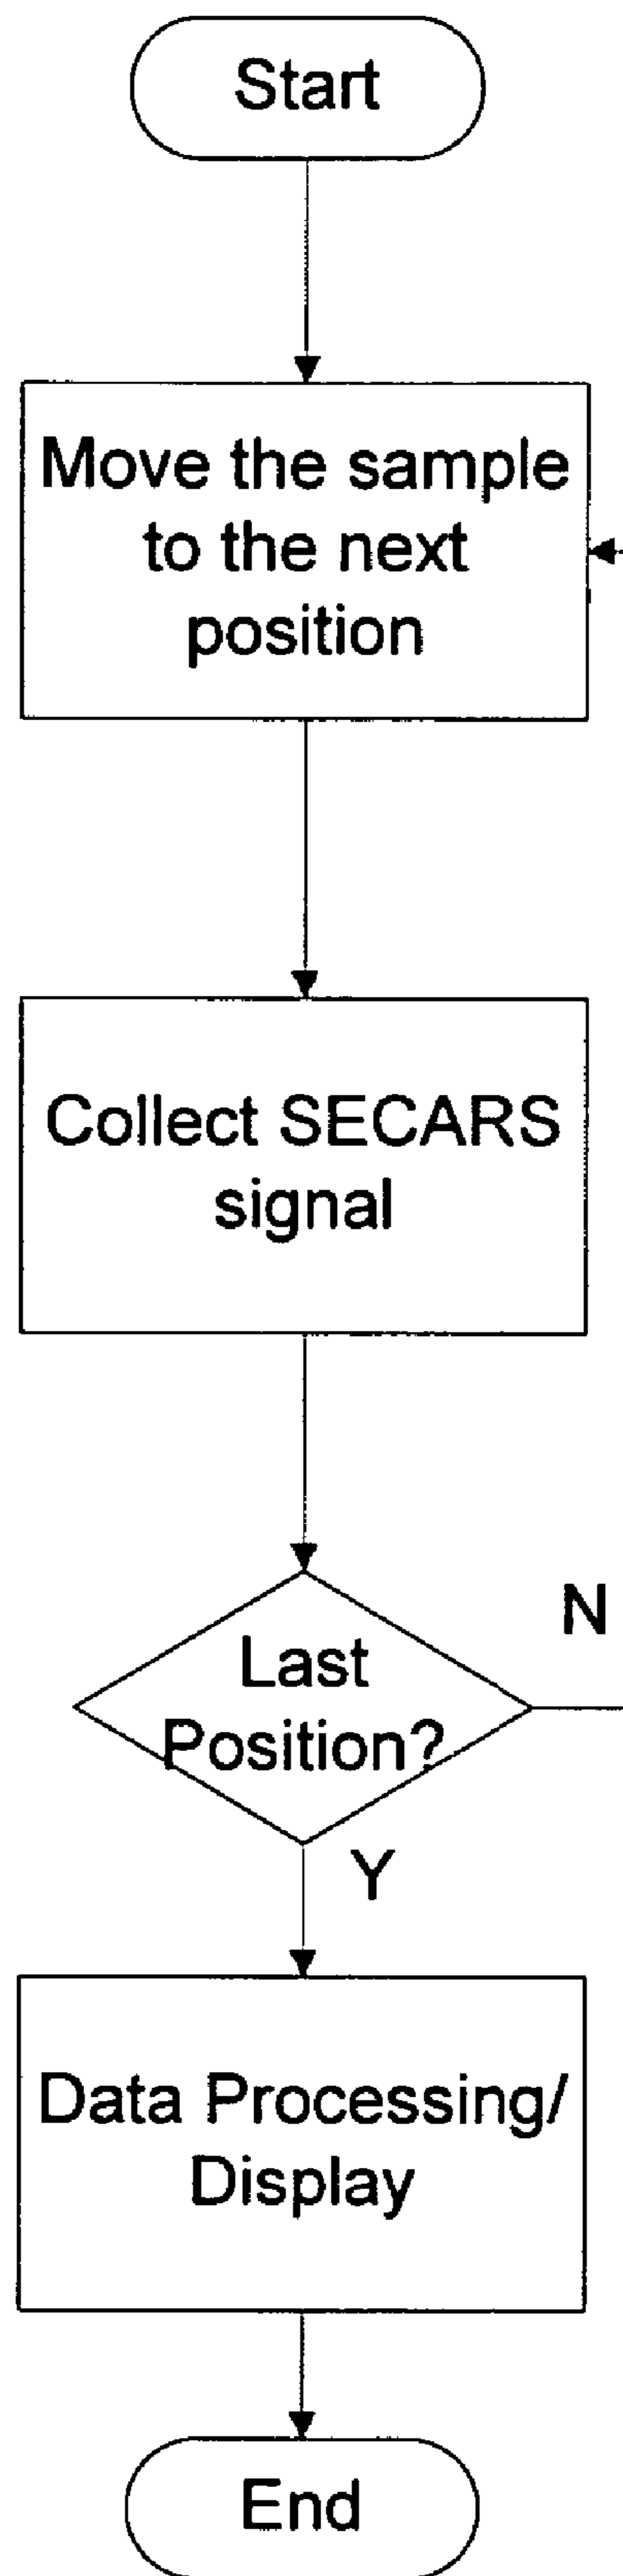 Start
Move the sample
to the next
position
Collect SECARS
signal
N
Last
Position?
Y
Data Processing/
Display
End